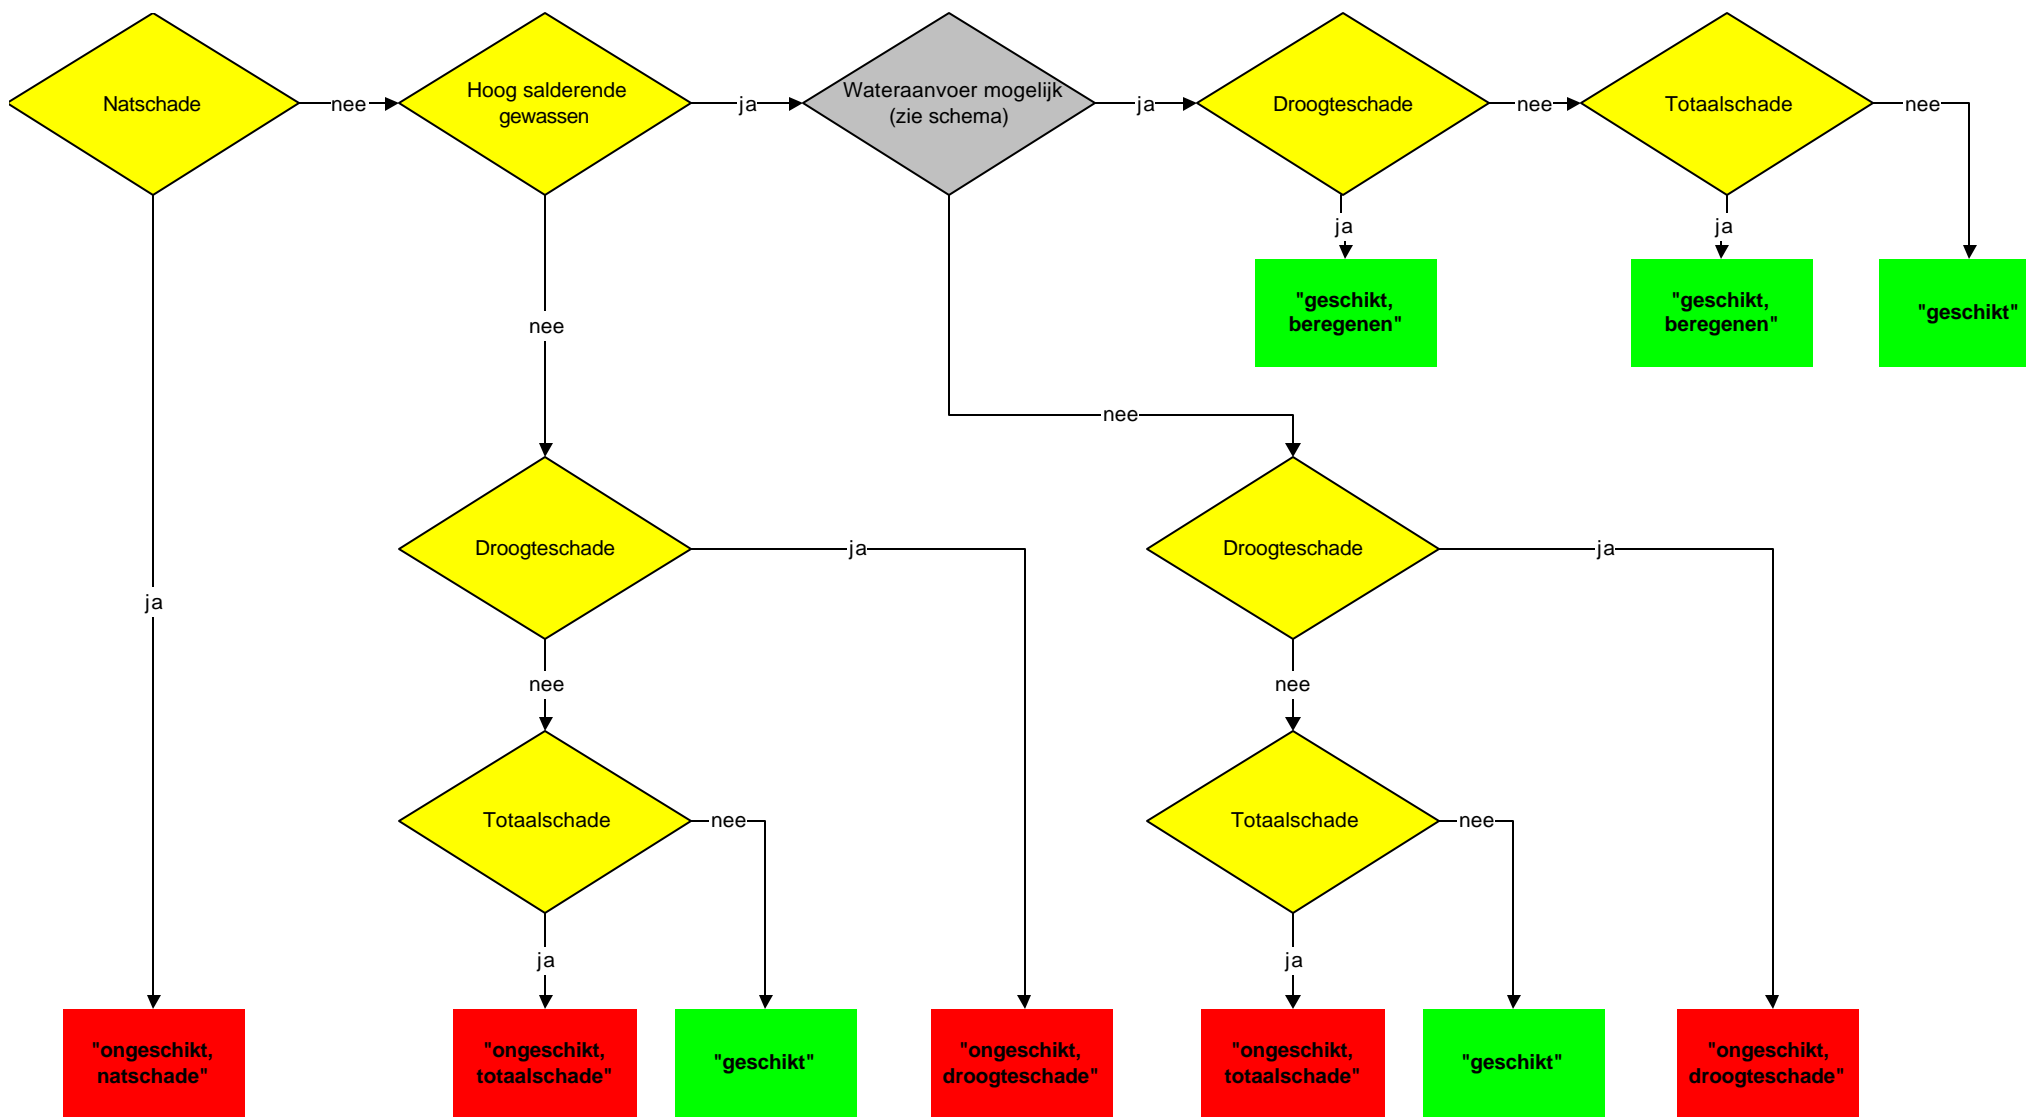 Natschade
nee
Hoog salderende
gewassen
ja
Wateraanvoer mogelijk
(zie schema)
ja
Droogteschade
nee
Totaalschade
nee
ja
ja
"geschikt,
beregenen"
"geschikt,
beregenen"
"geschikt"
nee
nee
Droogteschade
ja
Droogteschade
ja
ja
nee
nee
Totaalschade
nee
Totaalschade
nee
ja
ja
"ongeschikt,
natschade"
"ongeschikt,
totaalschade"
"geschikt"
"ongeschikt,
droogteschade"
"ongeschikt,
totaalschade"
"geschikt"
"ongeschikt,
droogteschade"